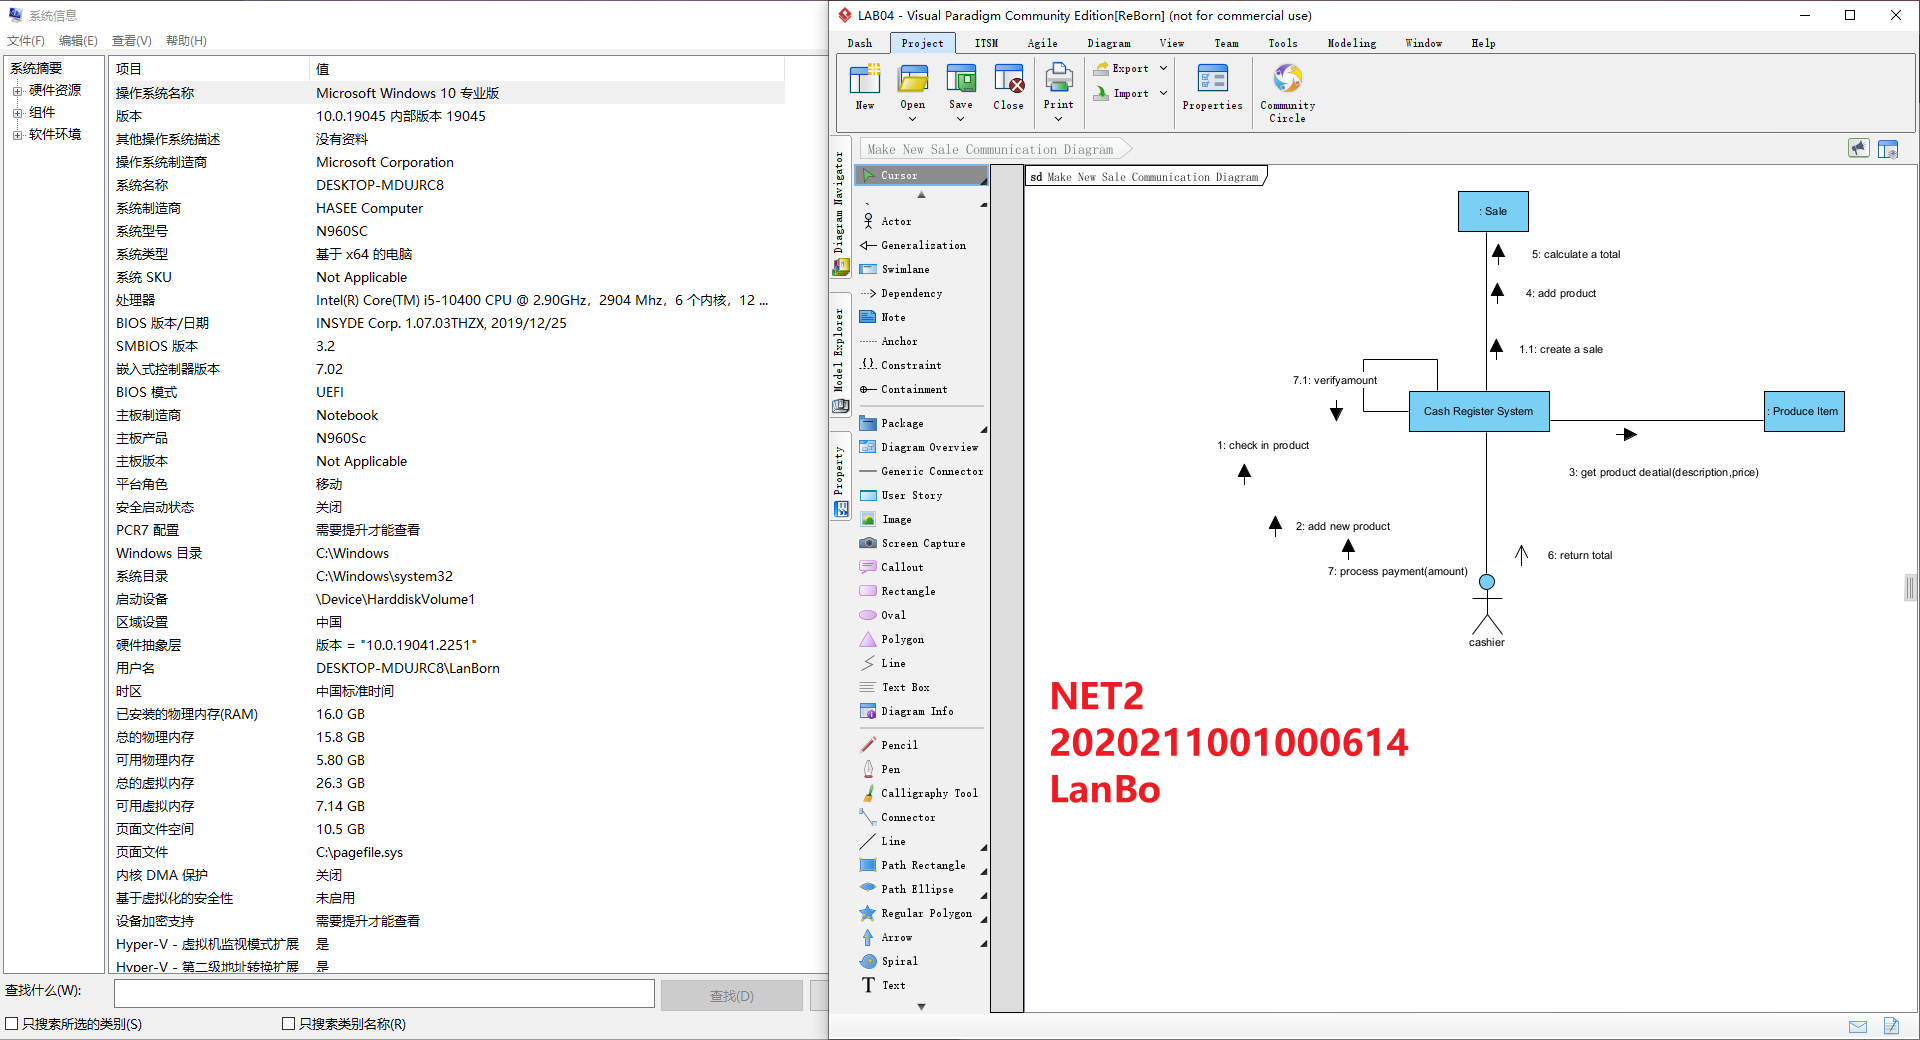 系统信息
文件(F) 编辑(E) 查看(V) 帮助(H)
系统摘要
硬件资源
组件
软件环境
项目 值
操作系统名称 Microsoft Windows 10 专业版
版本 10.0.19045 内部版本 19045
其他操作系统描述 没有资料
操作系统制造商 Microsoft Corporation
系统名称 DESKTOP-MDUJRC8
系统制造商 HASEE Computer
系统型号 N960SC
系统类型 基于 x64 的电脑
系统 SKU Not Applicable
处理器 Intel(R) Core(TM) i5-10400 CPU @ 2.90GHz，2904 Mhz，6 个内核，12 ...
BIOS 版本/日期 INSYDE Corp. 1.07.03THZX, 2019/12/25
SMBIOS 版本 3.2
嵌入式控制器版本 7.02
BIOS 模式 UEFI
主板制造商 Notebook
主板产品 N960Sc
主板版本 Not Applicable
平台角色 移动
安全启动状态 关闭
PCR7 配置 需要提升才能查看
Windows 目录 C:\Windows
系统目录 C:\Windows\system32
启动设备 \Device\HarddiskVolume1
区域设置 中国
硬件抽象层 版本 = "10.0.19041.2251"
用户名 DESKTOP-MDUJRC8\LanBorn
时区 中国标准时间
已安装的物理内存(RAM) 16.0 GB
总的物理内存 15.8 GB
可用物理内存 5.80 GB
总的虚拟内存 26.3 GB
可用虚拟内存 7.14 GB
页面文件空间 10.5 GB
页面文件 C:\pagefile.sys
内核 DMA 保护 关闭
基于虚拟化的安全性 未启用
设备加密支持 需要提升才能查看
Hyper-V - 虚拟机监视模式扩展 是
Hyper-V - 第二级地址转换扩展 是
查找什么(W):
查找(D)
只搜索所选的类别(S) 只搜索类别名称(R)
LAB04 - Visual Paradigm Community Edition[ReBorn] (not for commercial use)
Dash Project ITSM Agile Diagram View Team Tools Modeling Window Help
New Open Save Close Print Export Import Properties Community Circle
Make New Sale Communication Diagram
Diagram Navigator
Model Explorer
Property
Cursor
Actor
Generalization
Swimlane
Dependency
Note
Anchor
Constraint
Containment
Package
Diagram Overview
Generic Connector
User Story
Image
Screen Capture
Callout
Rectangle
Oval
Polygon
Line
Text Box
Diagram Info
Pencil
Pen
Calligraphy Tool
Connector
Line
Path Rectangle
Path Ellipse
Regular Polygon
Arrow
Spiral
Text
sd Make New Sale Communication Diagram
: Sale
5: calculate a total
4: add product
1.1: create a sale
7.1: verifyamount
Cash Register System
: Produce Item
1: check in product
3: get product deatial(description,price)
2: add new product
6: return total
7: process payment(amount)
cashier
NET2
2020211001000614
LanBo